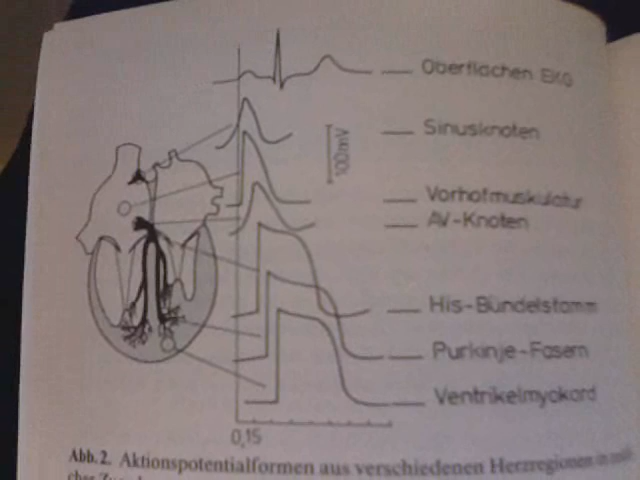 Oberflächen EKG
Sinusknoten
100mV
Vorhofmuskulatur
AV-Knoten
His-Bündelstamm
Purkinje-Fasern
Ventrikelmyokard
0,15
Abb. 2. Aktionspotentialformen aus verschiedenen Herzregionen in